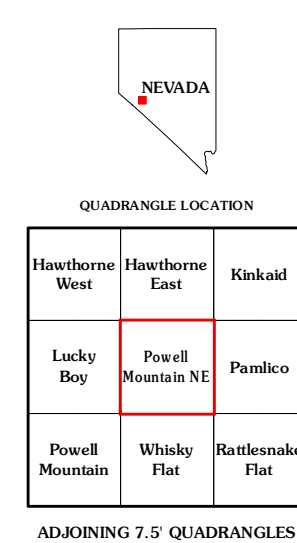 NEVADA
QUADRANGLE LOCATION
Hawthorne West
Hawthorne East
Kinkaid
Lucky Boy
Powell Mountain NE
Pamlico
Powell Mountain
Whisky Flat
Rattlesnake Flat
ADJOINING 7.5' QUADRANGLES